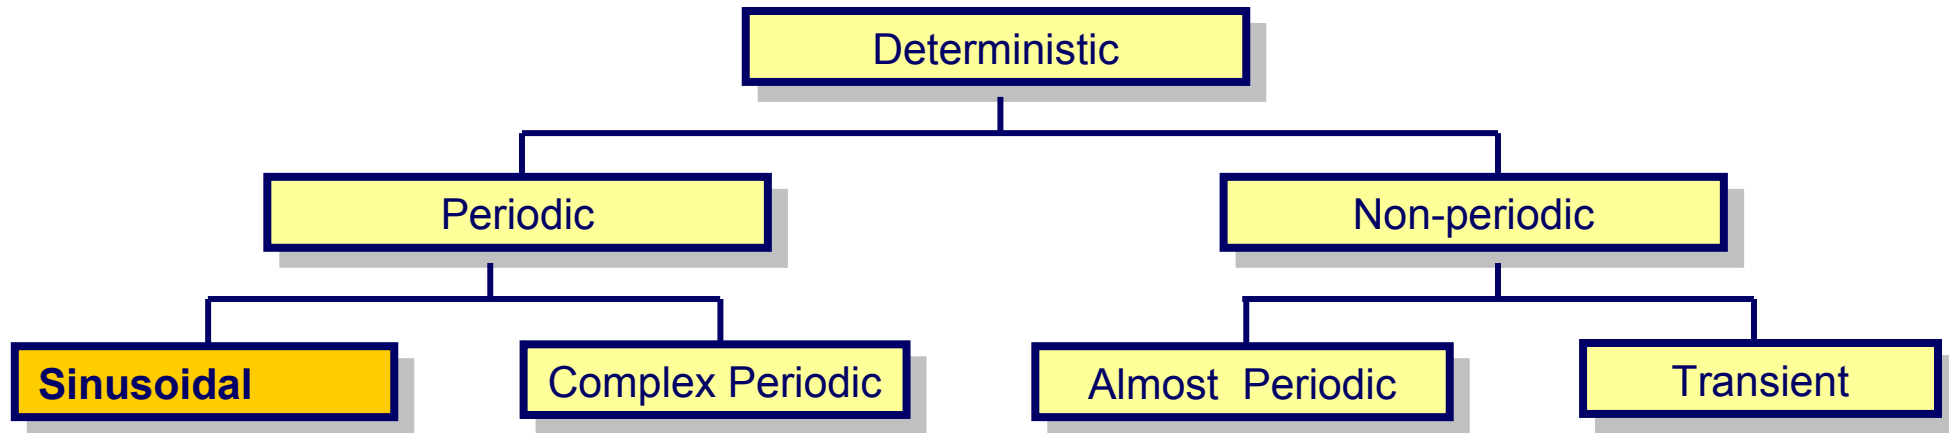 Deterministic
Periodic
Non-periodic
Sinusoidal
Complex Periodic
Almost Periodic
Transient